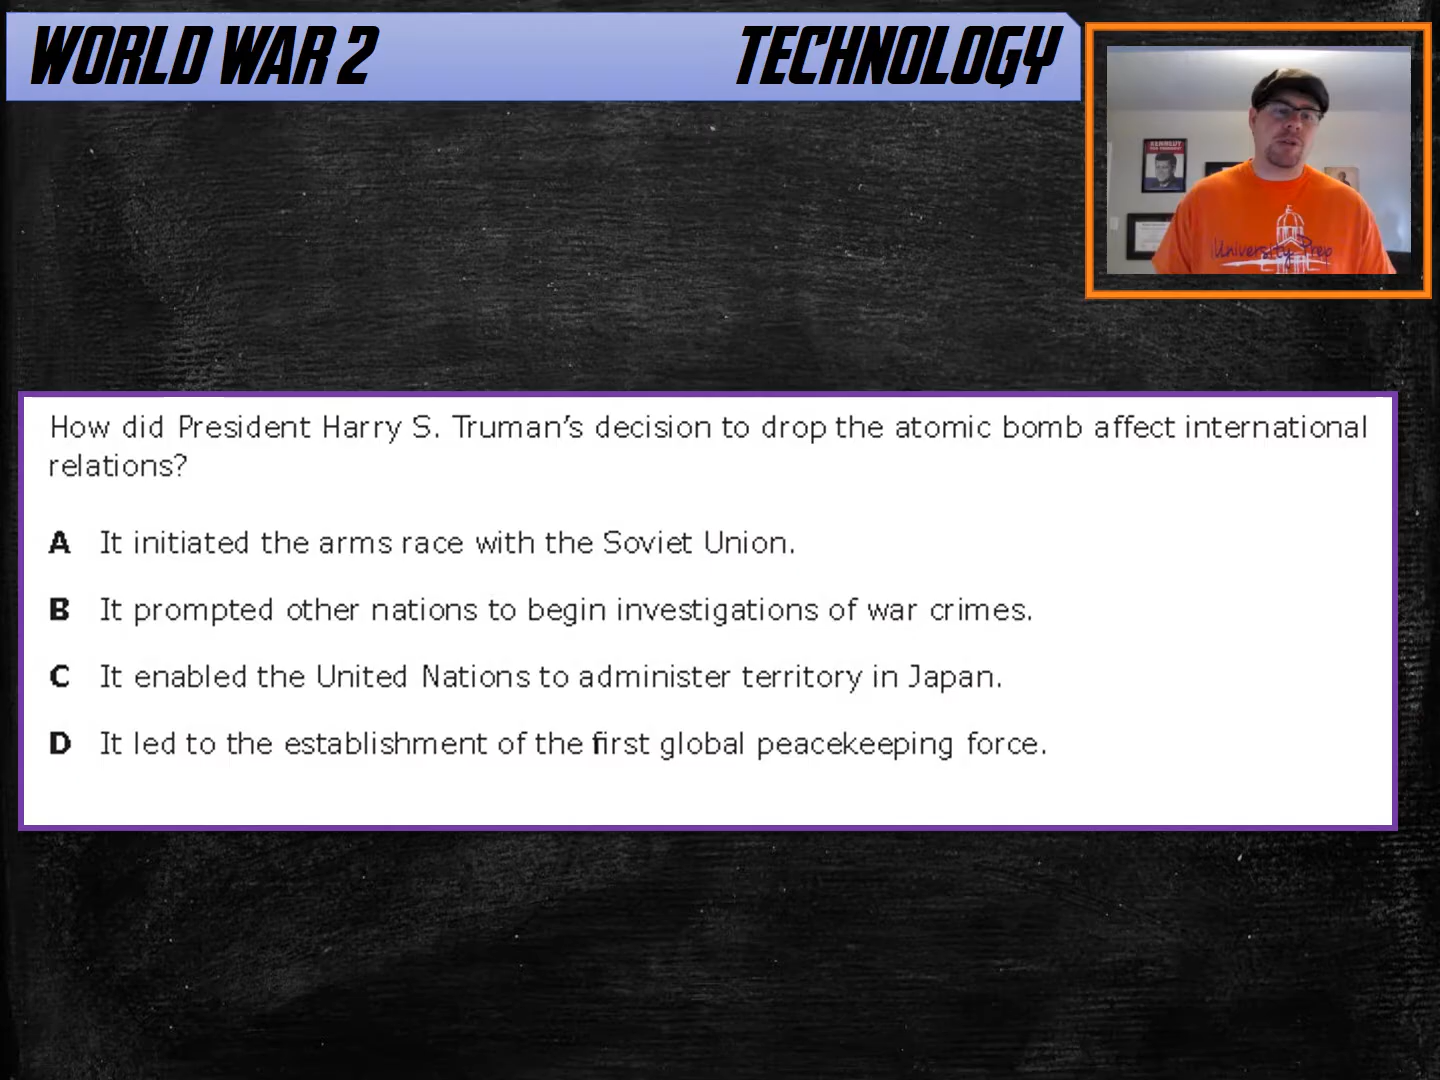 WORLD WAR 2
TECHNOLOGY
KENNEDY
University Prep
How did President Harry S. Truman's decision to drop the atomic bomb affect international
relations?
A It initiated the arms race with the Soviet Union.
B It prompted other nations to begin investigations of war crimes.
C It enabled the United Nations to administer territory in Japan.
D It led to the establishment of the first global peacekeeping force.